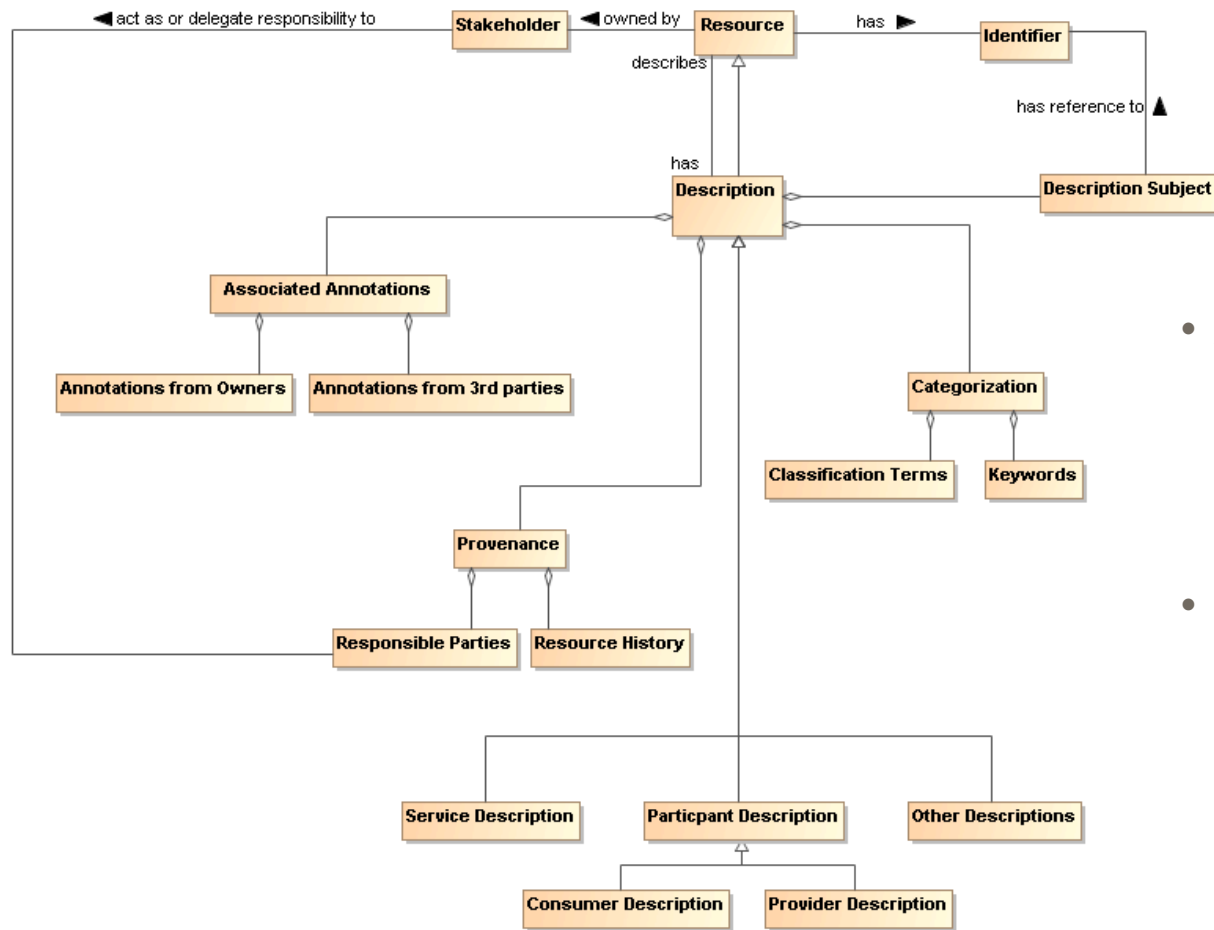 ◄ act as or delegate responsibility to
Stakeholder
◄ owned by
Resource
has ►
Identifier
describes
has reference to ▲
has
Description
Description Subject
Associated Annotations
Annotations from Owners
Annotations from 3rd parties
Categorization
Classification Terms
Keywords
Provenance
Responsible Parties
Resource History
Service Description
Particpant Description
Other Descriptions
Consumer Description
Provider Description